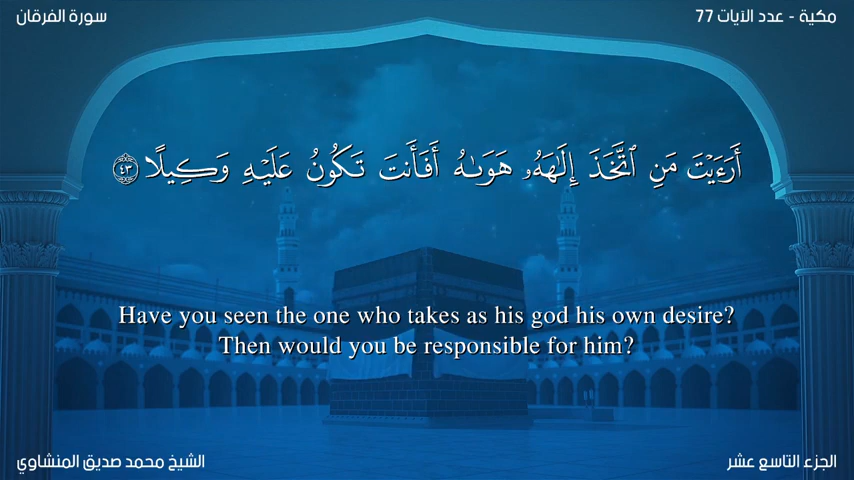 مكية - عدد الآيات 77
سورة الفرقان
أَرَءَيْتَ مَنِ ٱتَّخَذَ إِلَٰهَهُۥ هَوَىٰهُ أَفَأَنتَ تَكُونُ عَلَيْهِ وَكِيلًا ٤٣
Have you seen the one who takes as his god his own desire?
Then would you be responsible for him?
الجزء التاسع عشر
الشيخ محمد صديق المنشاوي